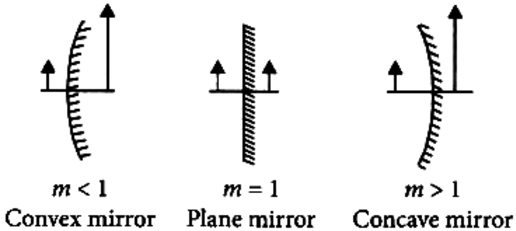 m < 1 m = 1 m > 1
Convex mirror Plane mirror Concave mirror